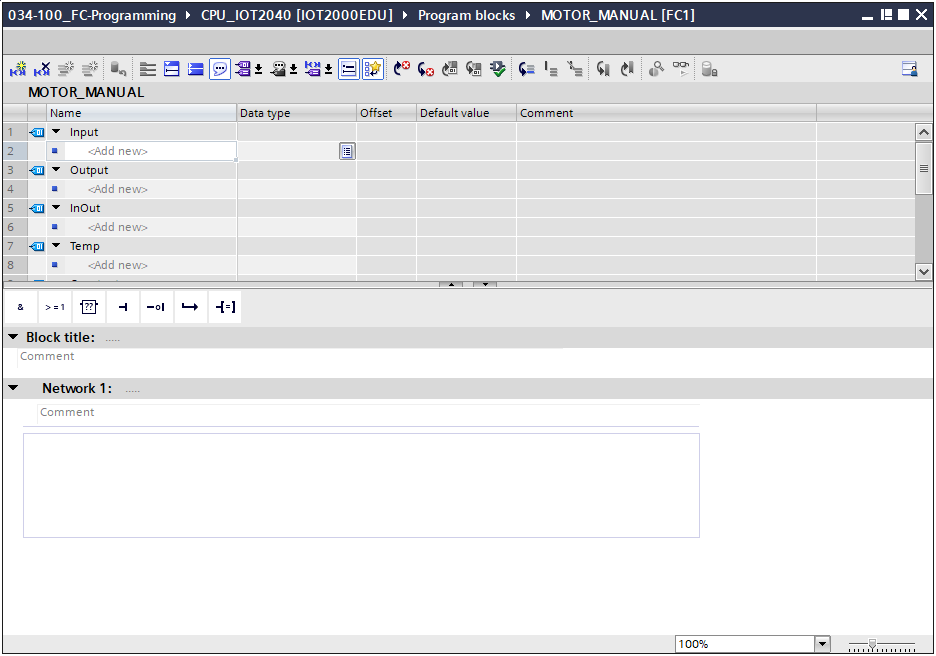 034-100_FC-Programming ▸ CPU_IOT2040 [IOT2000EDU] ▸ Program blocks ▸ MOTOR_MANUAL [FC1]
MOTOR_MANUAL
Name Data type Offset Default value Comment
1 Input
2 <Add new>
3 Output
4 <Add new>
5 InOut
6 <Add new>
7 Temp
8 <Add new>
& >=1 ?? -| -o| ↦ -[=]
Block title: .....
Comment
Network 1: .....
Comment
100%